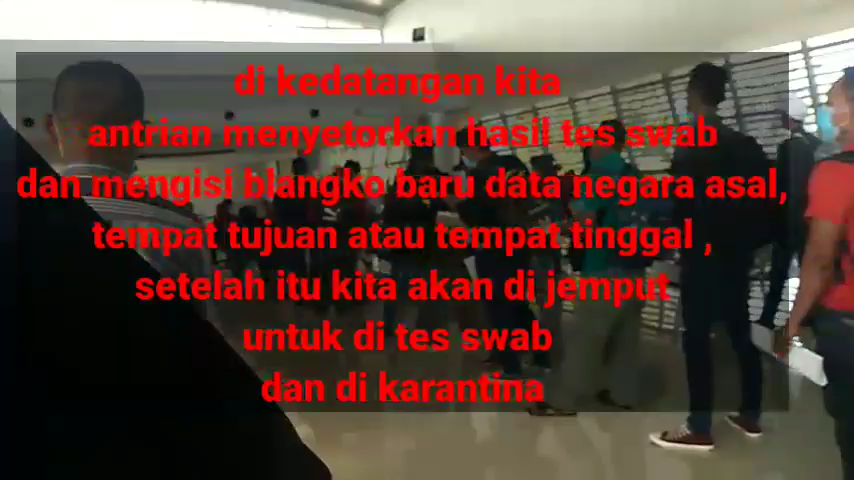 di kedatangan kita
antrian menyetorkan hasil tes swab
dan mengisi blangko baru data negara asal,
tempat tujuan atau tempat tinggal ,
setelah itu kita akan di jemput
untuk di tes swab
dan di karantina